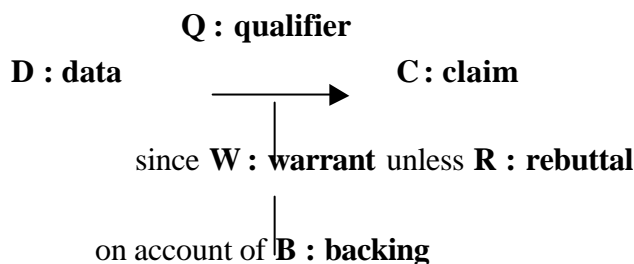 Q : qualifier
D : data C : claim
since W : warrant unless R : rebuttal
on account of B : backing